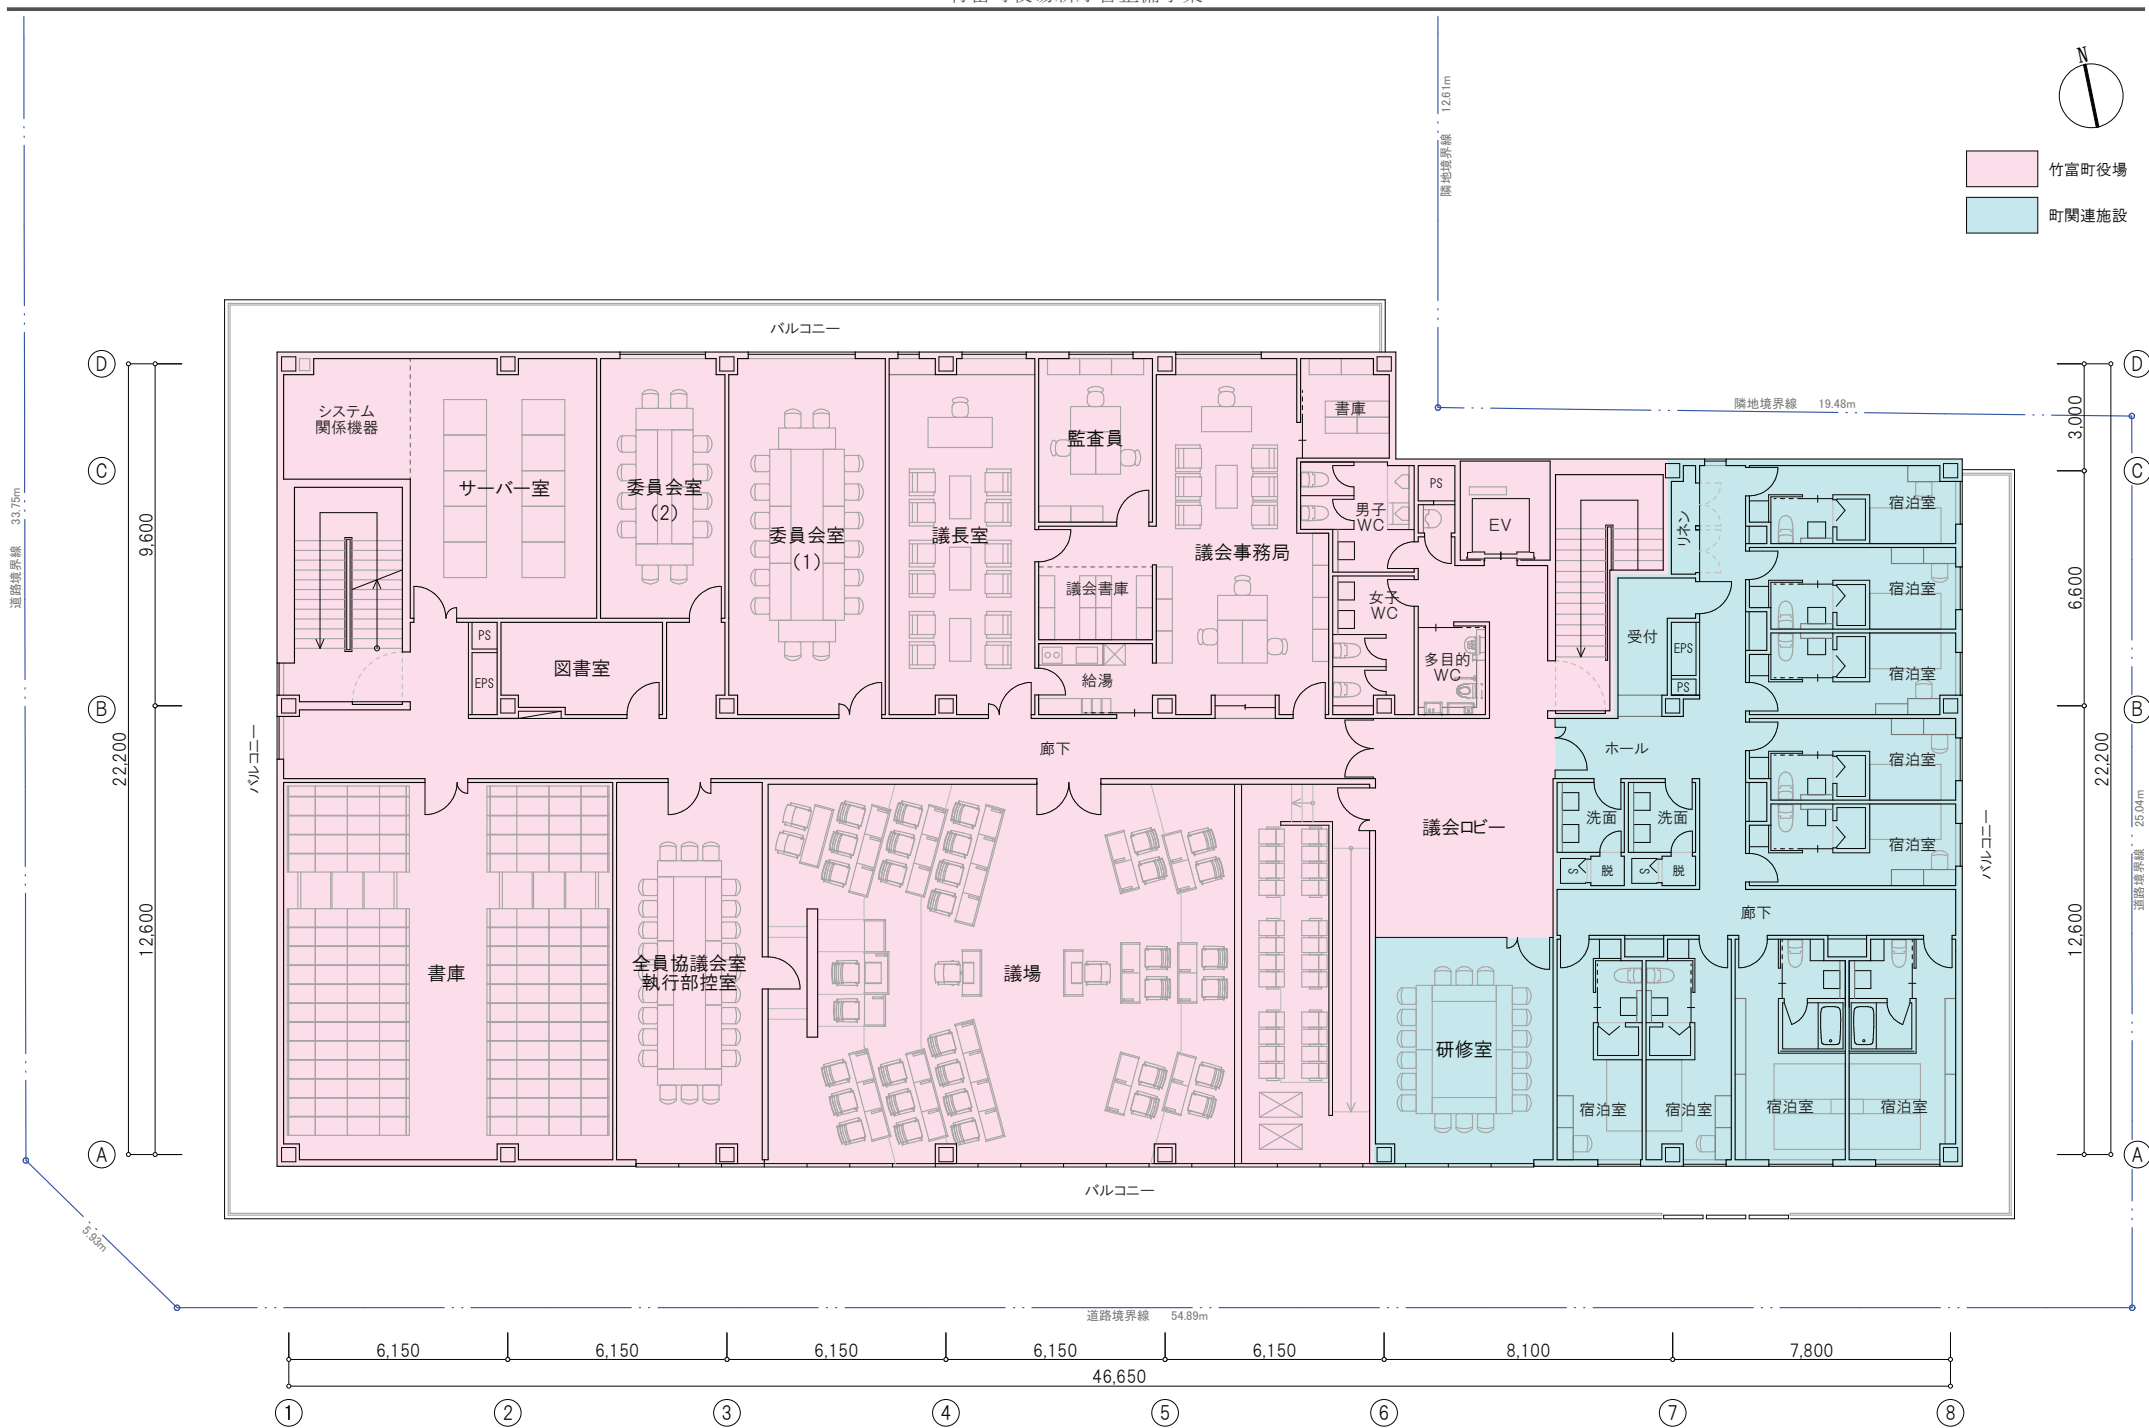 N
竹富町役場
町関連施設
隣地境界線 12.61m
隣地境界線 19.48m
道路境界線 33.75m
道路境界線 25.04m
道路境界線 54.89m
5.93m
バルコニー
バルコニー
バルコニー
バルコニー
D
C
B
A
D
C
B
A
9,600
12,600
22,200
3,000
6,600
12,600
22,200
システム
関係機器
サーバー室
委員会室
(2)
委員会室
(1)
議長室
監査員
議会事務局
書庫
議会書庫
給湯
図書室
PS
EPS
男子
WC
女子
WC
多目的
WC
PS
EV
リネン
受付
EPS
PS
宿泊室
宿泊室
宿泊室
宿泊室
宿泊室
廊下
ホール
洗面
洗面
S
脱
S
脱
廊下
議会ロビー
書庫
全員協議会室
執行部控室
議場
研修室
宿泊室
宿泊室
宿泊室
宿泊室
6,150
6,150
6,150
6,150
6,150
8,100
7,800
46,650
1
2
3
4
5
6
7
8